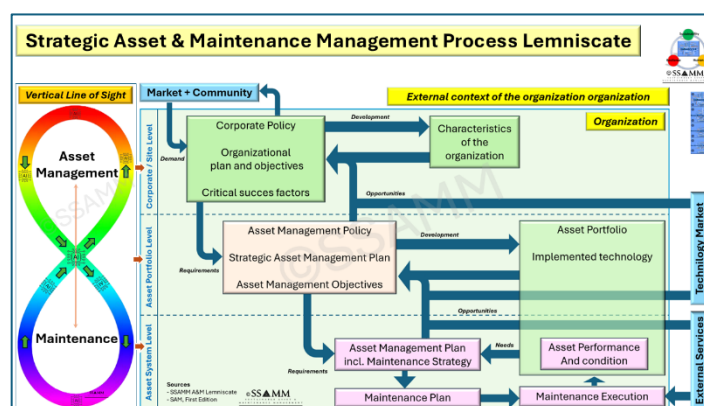 Strategic Asset & Maintenance Management Process Lemniscate
©SSAMM
Vertical Line of Sight
Market + Community
External context of the organization organization
Organization
Corporate / Site Level
Asset Portfolio Level
Asset System Level
Asset
Management
AI
Maintenance
Demand
Corporate Policy
Organizational
plan and objectives
Critical succes factors
Development
Characteristics
of the
organization
Opportunities
Requirements
Asset Management Policy
Strategic Asset Management Plan
Asset Management Objectives
Development
Asset Portfolio
Implemented technology
Opportunities
Technilogy Market
Requirements
Asset Management Plan
incl. Maintenance Strategy
Needs
Asset Performance
And condition
External Services
Maintenance Plan
Maintenance Execution
Sources
- SSAMM A&M Lemniscate
- SAM, First Edition
©SSAMM
©SSAMM
©SSAMM